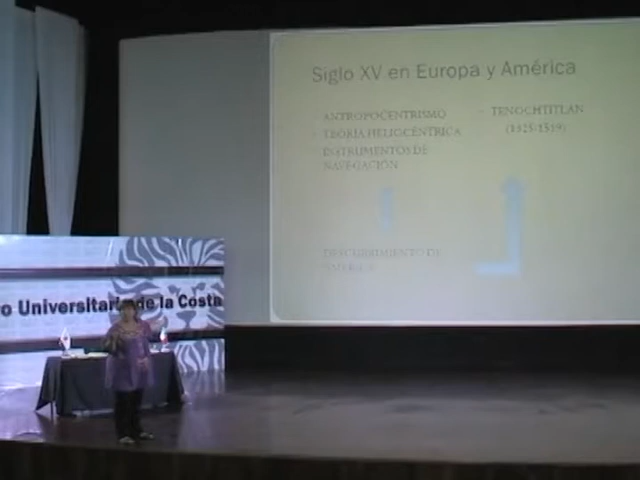 Siglo XV en Europa y América
ANTROPOCENTRISMO
TEORÍA HELIOCÉNTRICA
INSTRUMENTOS DE
NAVEGACIÓN
DESCUBRIMIENTO DE
AMÉRICA
TENOCHTITLAN
(1325-1519)
o Universitario de la Costa